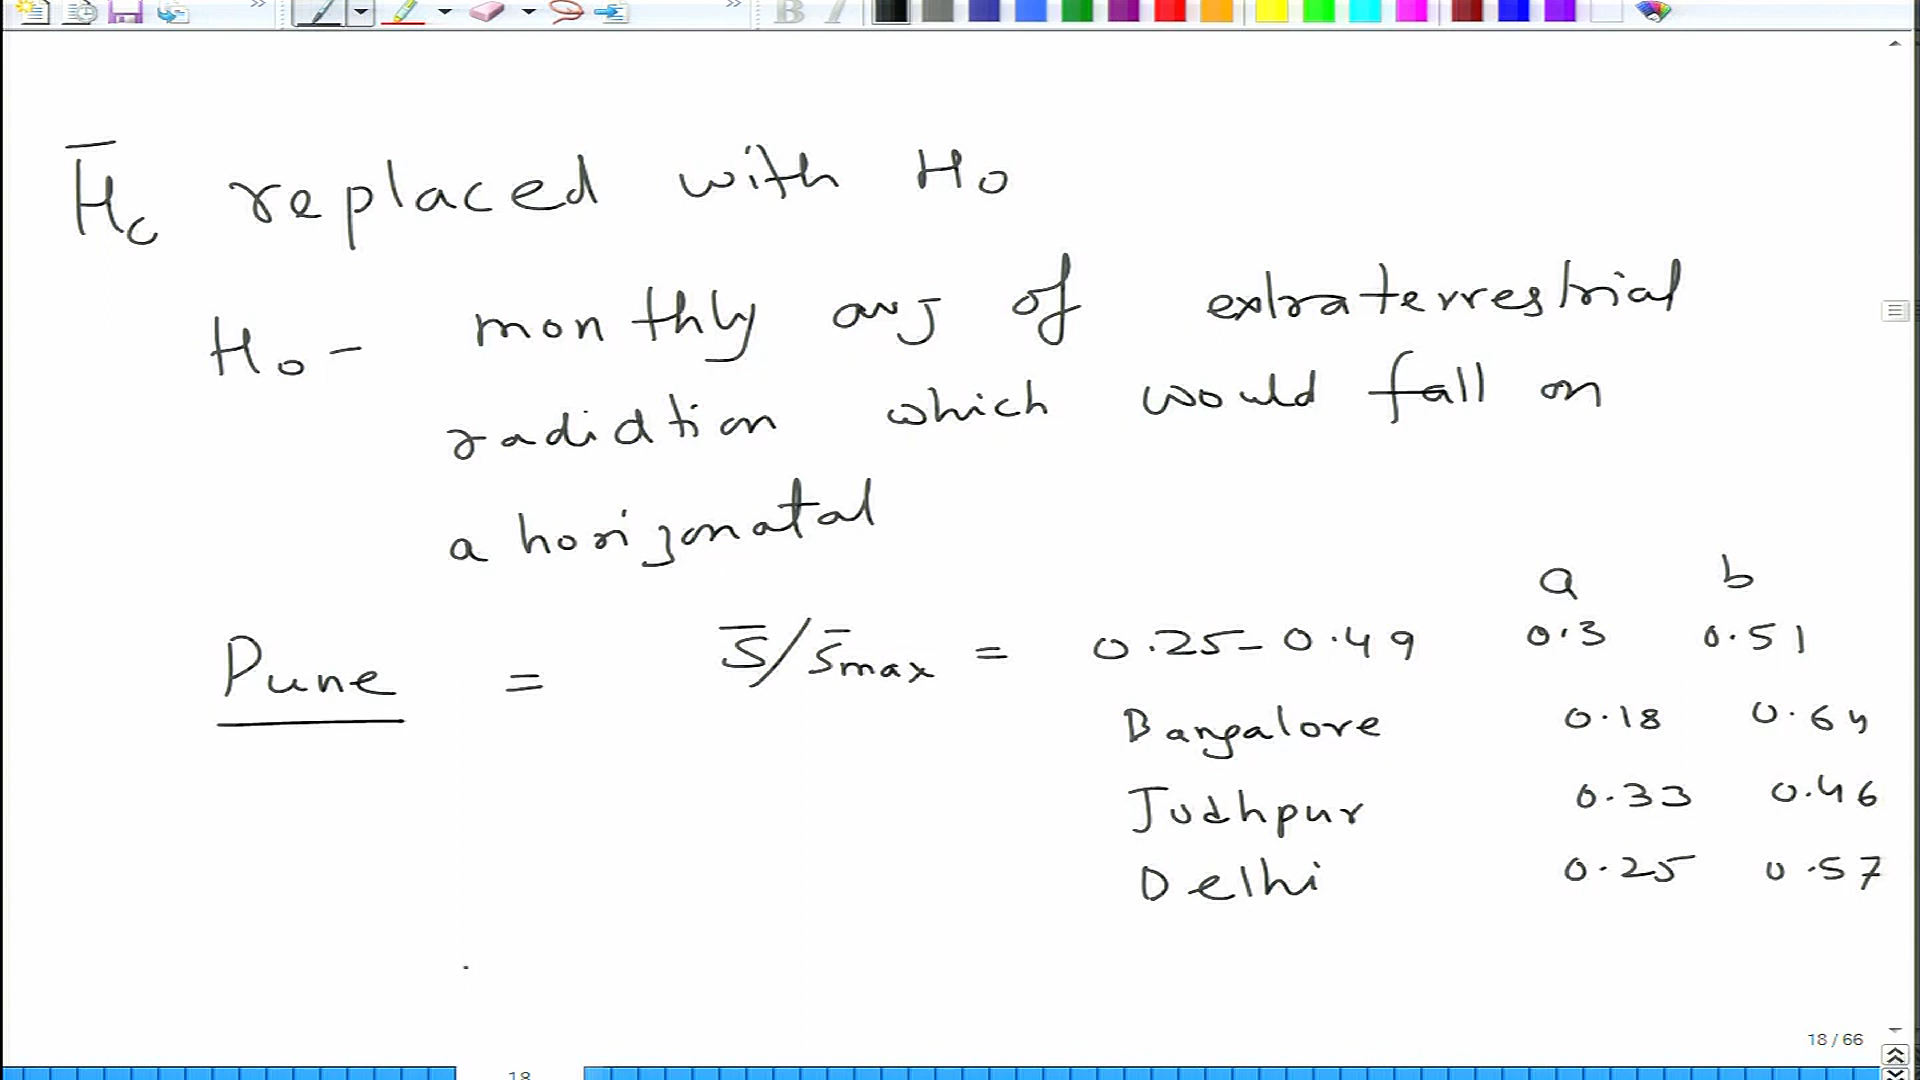 H̅c replaced with Ho
Ho - monthly avg of extraterrestrial
radiation which would fall on
a horizonatal
a b
Pune = S̅/S̅max = 0.25-0.49 0.3 0.51
Bangalore 0.18 0.64
Judhpur 0.33 0.46
Delhi 0.25 0.57
18 / 66
18